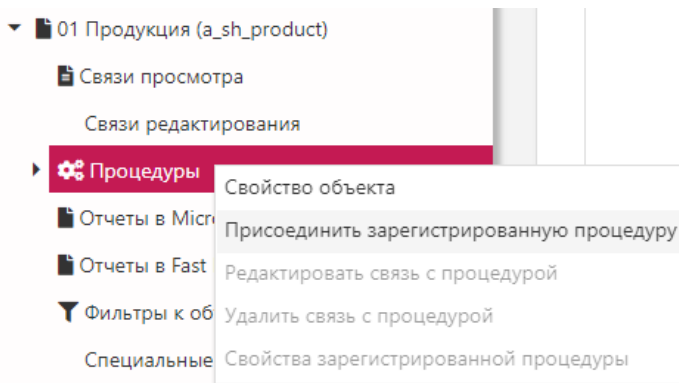 01 Продукция (a_sh_product)
Связи просмотра
Связи редактирования
Процедуры
Свойство объекта
Отчеты в Micr
Присоединить зарегистрированную процедуру
Отчеты в Fast
Редактировать связь с процедурой
Фильтры к об
Удалить связь с процедурой
Специальные
Свойства зарегистрированной процедуры